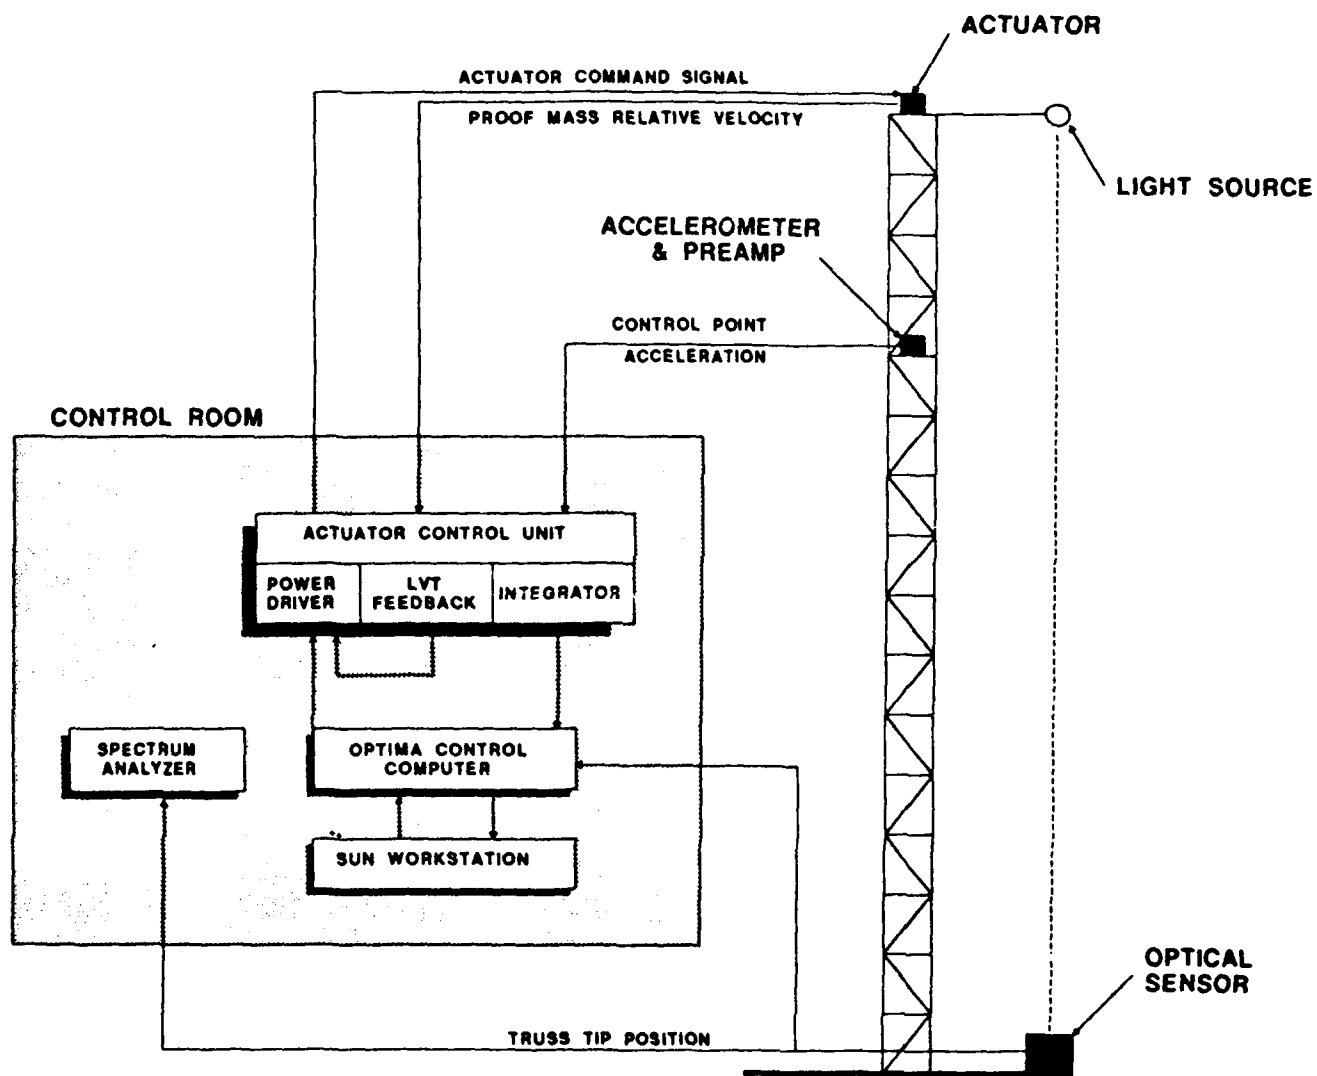 ACTUATOR
ACTUATOR COMMAND SIGNAL
PROOF MASS RELATIVE VELOCITY
LIGHT SOURCE
ACCELEROMETER
& PREAMP
CONTROL POINT
ACCELERATION
CONTROL ROOM
ACTUATOR CONTROL UNIT
POWER
DRIVER
LVT
FEEDBACK
INTEGRATOR
SPECTRUM
ANALYZER
OPTIMA CONTROL
COMPUTER
SUN WORKSTATION
OPTICAL
SENSOR
TRUSS TIP POSITION